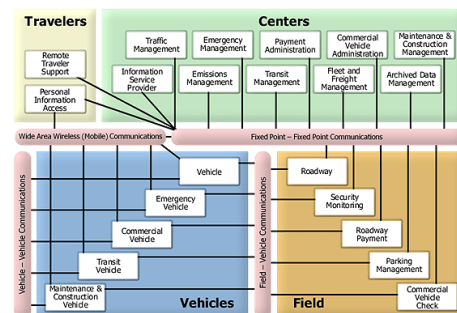 Travelers
Centers
Remote
Traveler
Support
Personal
Information
Access
Traffic
Management
Emergency
Management
Payment
Administration
Commercial
Vehicle
Administration
Maintenance &
Construction
Management
Information
Service
Provider
Emissions
Management
Transit
Management
Fleet and
Freight
Management
Archived Data
Management
Wide Area Wireless (Mobile) Communications
Fixed Point – Fixed Point Communications
Vehicle – Vehicle Communications
Vehicle
Emergency
Vehicle
Commercial
Vehicle
Transit
Vehicle
Maintenance &
Construction
Vehicle
Vehicles
Field – Vehicle Communications
Roadway
Security
Monitoring
Roadway
Payment
Parking
Management
Commercial
Vehicle
Check
Field